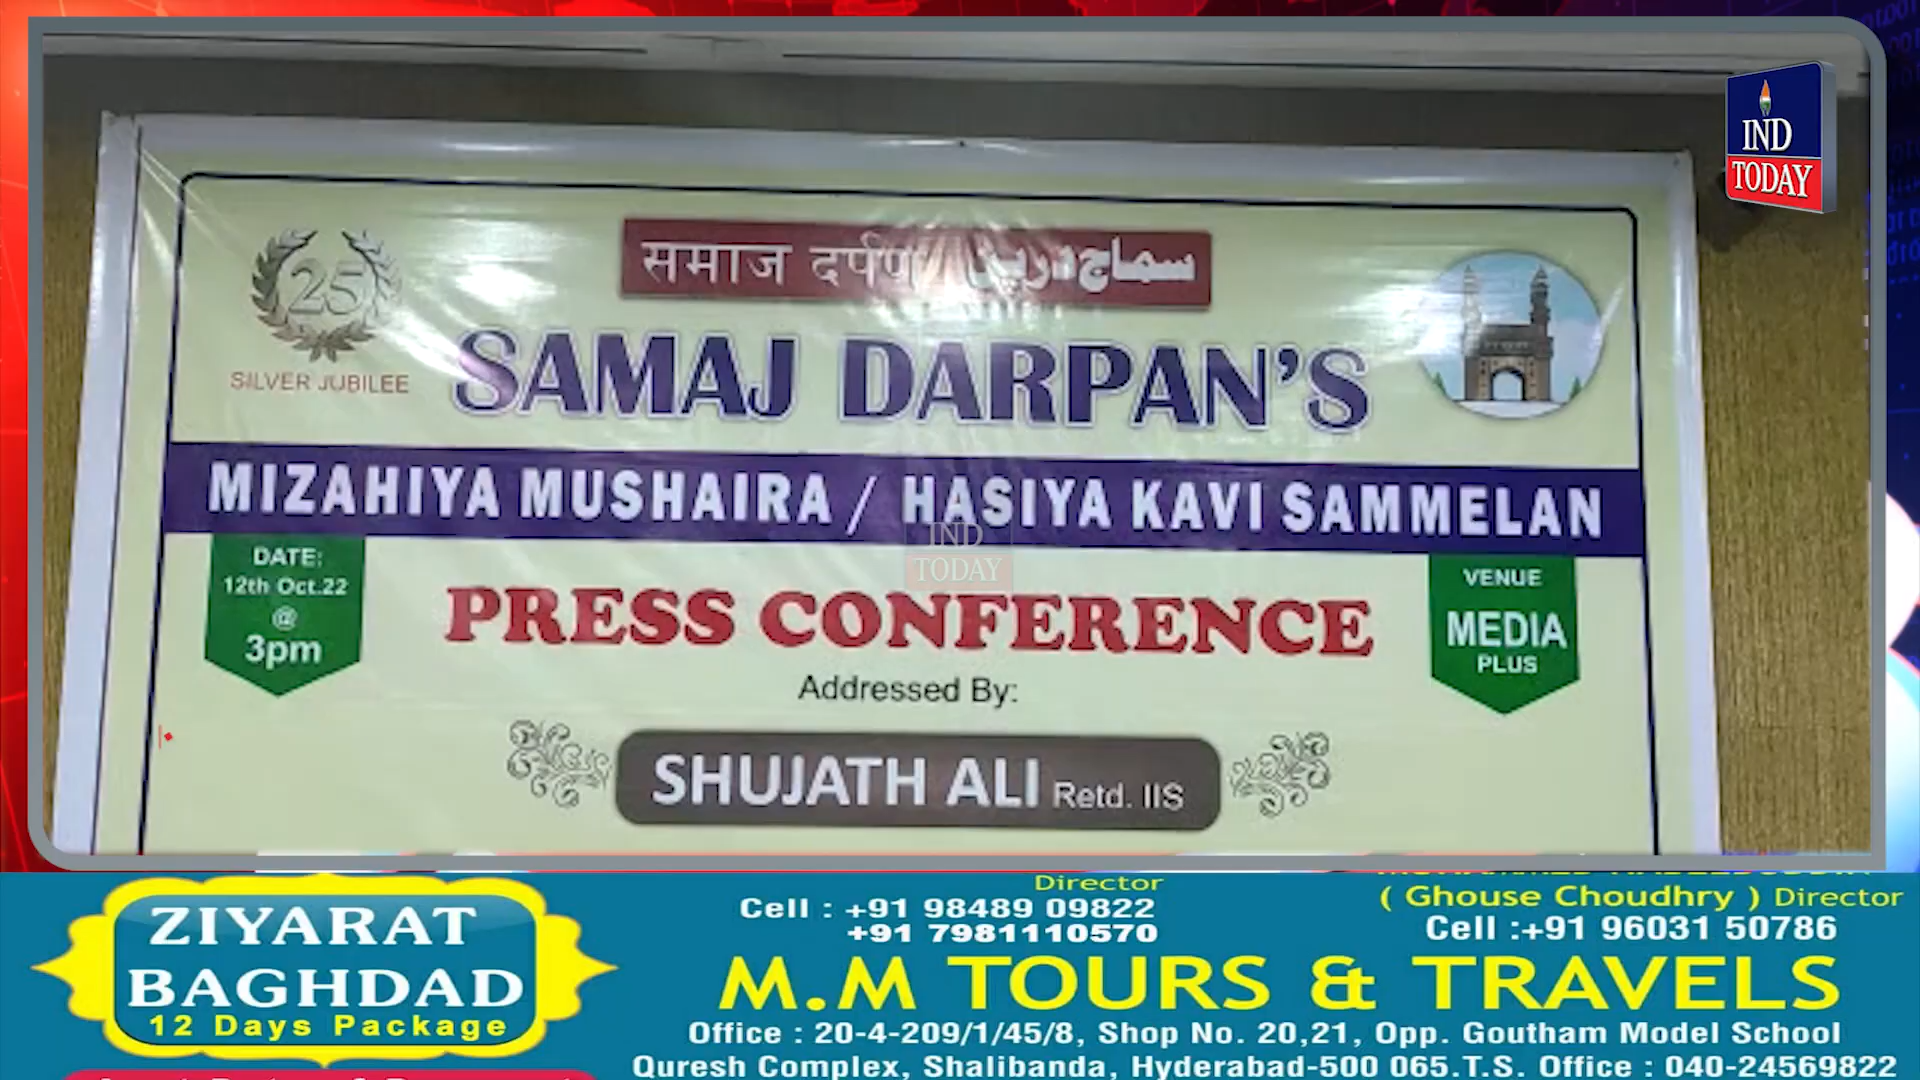 IND
TODAY
समाज दर्पण سماج درپن
25
SILVER JUBILEE
SAMAJ DARPAN'S
MIZAHIYA MUSHAIRA / HASIYA KAVI SAMMELAN
DATE:
12th Oct.22
@
3pm
IND
TODAY
PRESS CONFERENCE
VENUE
MEDIA
PLUS
Addressed By:
SHUJATH ALI Retd. IIS
ZIYARAT
BAGHDAD
12 Days Package
Director
Cell : +91 98489 09822
+91 7981110570
( Ghouse Choudhry ) Director
Cell :+91 96031 50786
M.M TOURS & TRAVELS
Office : 20-4-209/1/45/8, Shop No. 20,21, Opp. Goutham Model School
Quresh Complex, Shalibanda, Hyderabad-500 065.T.S. Office : 040-24569822